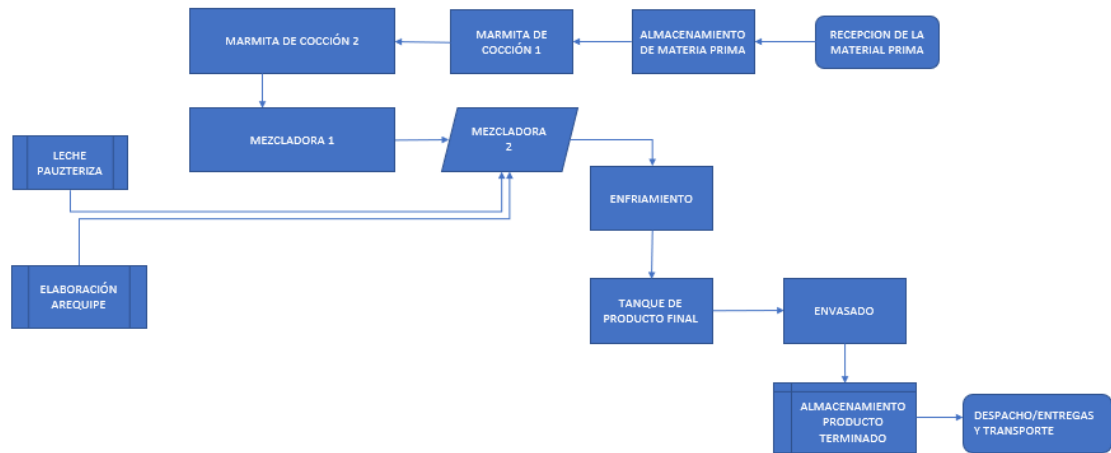 MARMITA DE COCCIÓN 2
MARMITA DE
COCCIÓN 1
ALMACENAMIENTO
DE MATERIA PRIMA
RECEPCION DE LA
MATERIAL PRIMA
MEZCLADORA 1
MEZCLADORA
2
LECHE
PAUZTERIZA
ENFRIAMIENTO
ELABORACIÓN
AREQUIPE
TANQUE DE
PRODUCTO FINAL
ENVASADO
ALMACENAMIENTO
PRODUCTO
TERMINADO
DESPACHO/ENTREGAS
Y TRANSPORTE